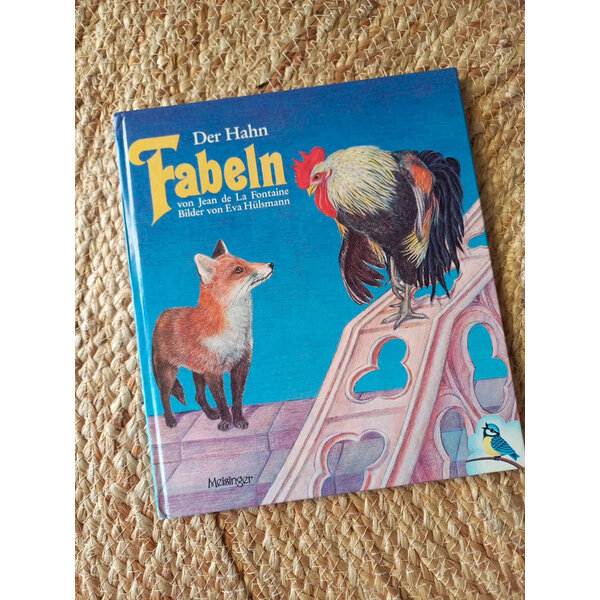 Der Hahn
Fabeln
von Jean de La Fontaine
Bilder von Eva Hülsmann
Meisinger